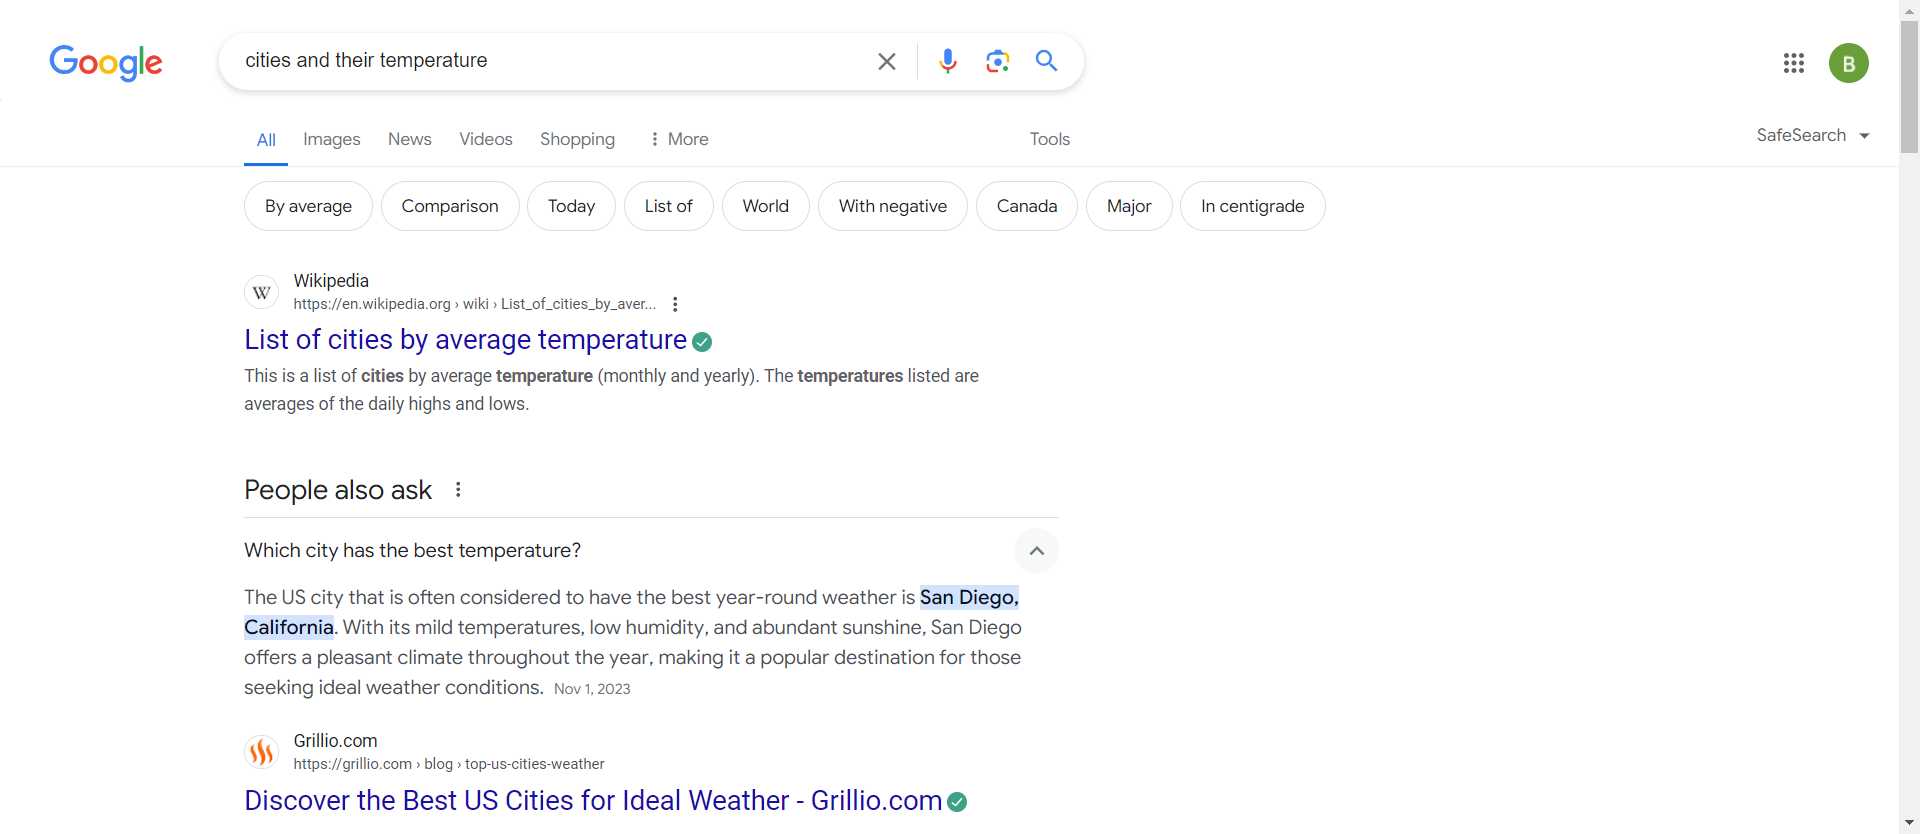 Google
cities and their temperature
B
All
Images
News
Videos
Shopping
More
Tools
SafeSearch
By average
Comparison
Today
List of
World
With negative
Canada
Major
In centigrade
W
Wikipedia
https://en.wikipedia.org › wiki › List_of_cities_by_aver...
List of cities by average temperature
This is a list of cities by average temperature (monthly and yearly). The temperatures listed are
averages of the daily highs and lows.
People also ask
Which city has the best temperature?
The US city that is often considered to have the best year-round weather is San Diego,
California. With its mild temperatures, low humidity, and abundant sunshine, San Diego
offers a pleasant climate throughout the year, making it a popular destination for those
seeking ideal weather conditions. Nov 1, 2023
Grillio.com
https://grillio.com › blog › top-us-cities-weather
Discover the Best US Cities for Ideal Weather - Grillio.com